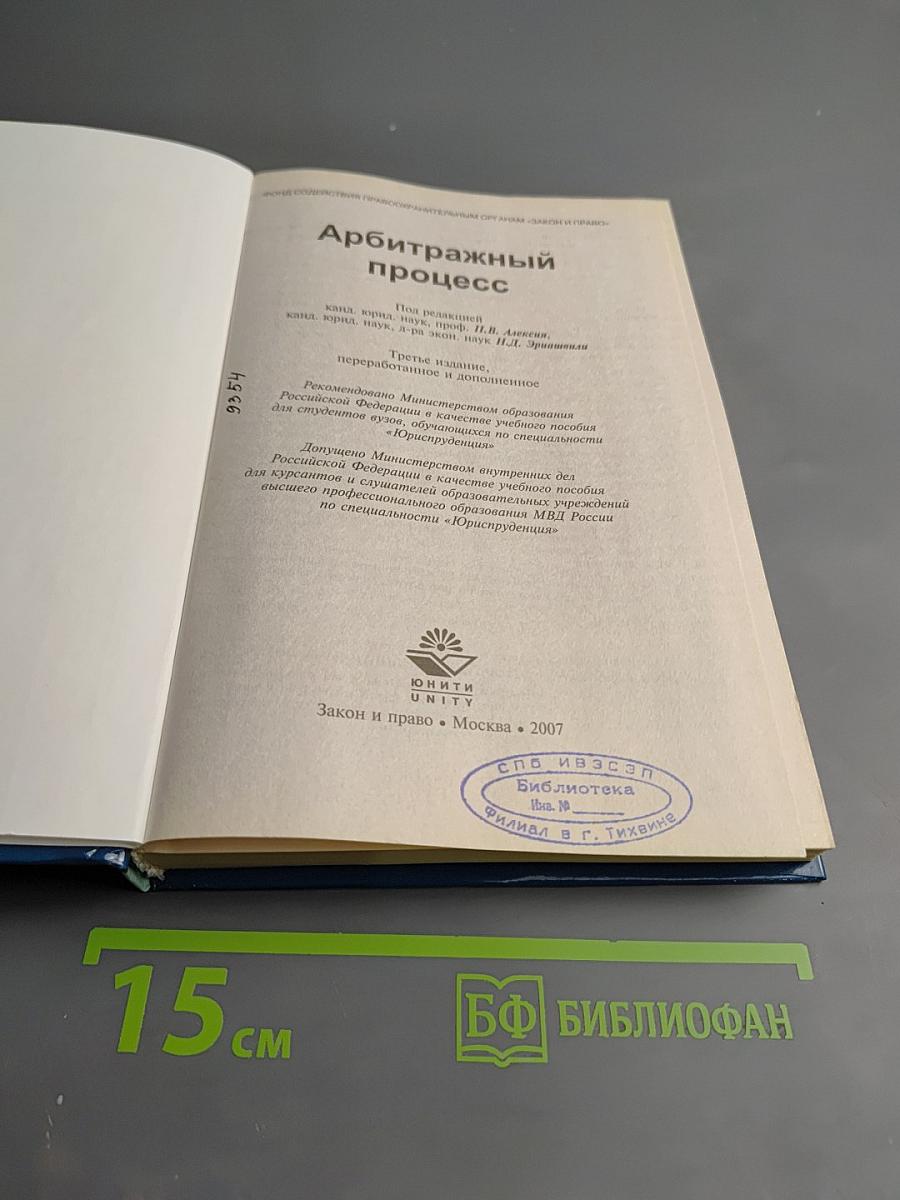 ФОНД СОДЕЙСТВИЯ ПРАВООХРАНИТЕЛЬНЫМ ОРГАНАМ «ЗАКОН И ПРАВО»
Арбитражный
процесс
Под редакцией
канд. юрид. наук, проф. П.В. Алексия,
канд. юрид. наук, д-ра экон. наук Н.Д. Эриашвили
Третье издание,
переработанное и дополненное
Рекомендовано Министерством образования
Российской Федерации в качестве учебного пособия
для студентов вузов, обучающихся по специальности
«Юриспруденция»
Допущено Министерством внутренних дел
Российской Федерации в качестве учебного пособия
для курсантов и слушателей образовательных учреждений
высшего профессионального образования МВД России
по специальности «Юриспруденция»
9354
ЮНИТИ
UNITY
Закон и право • Москва • 2007
СПБ ИВЭСЭП
Библиотека
Инв. №
Филиал в г. Тихвине
15 см
БФ БИБЛИОФАН